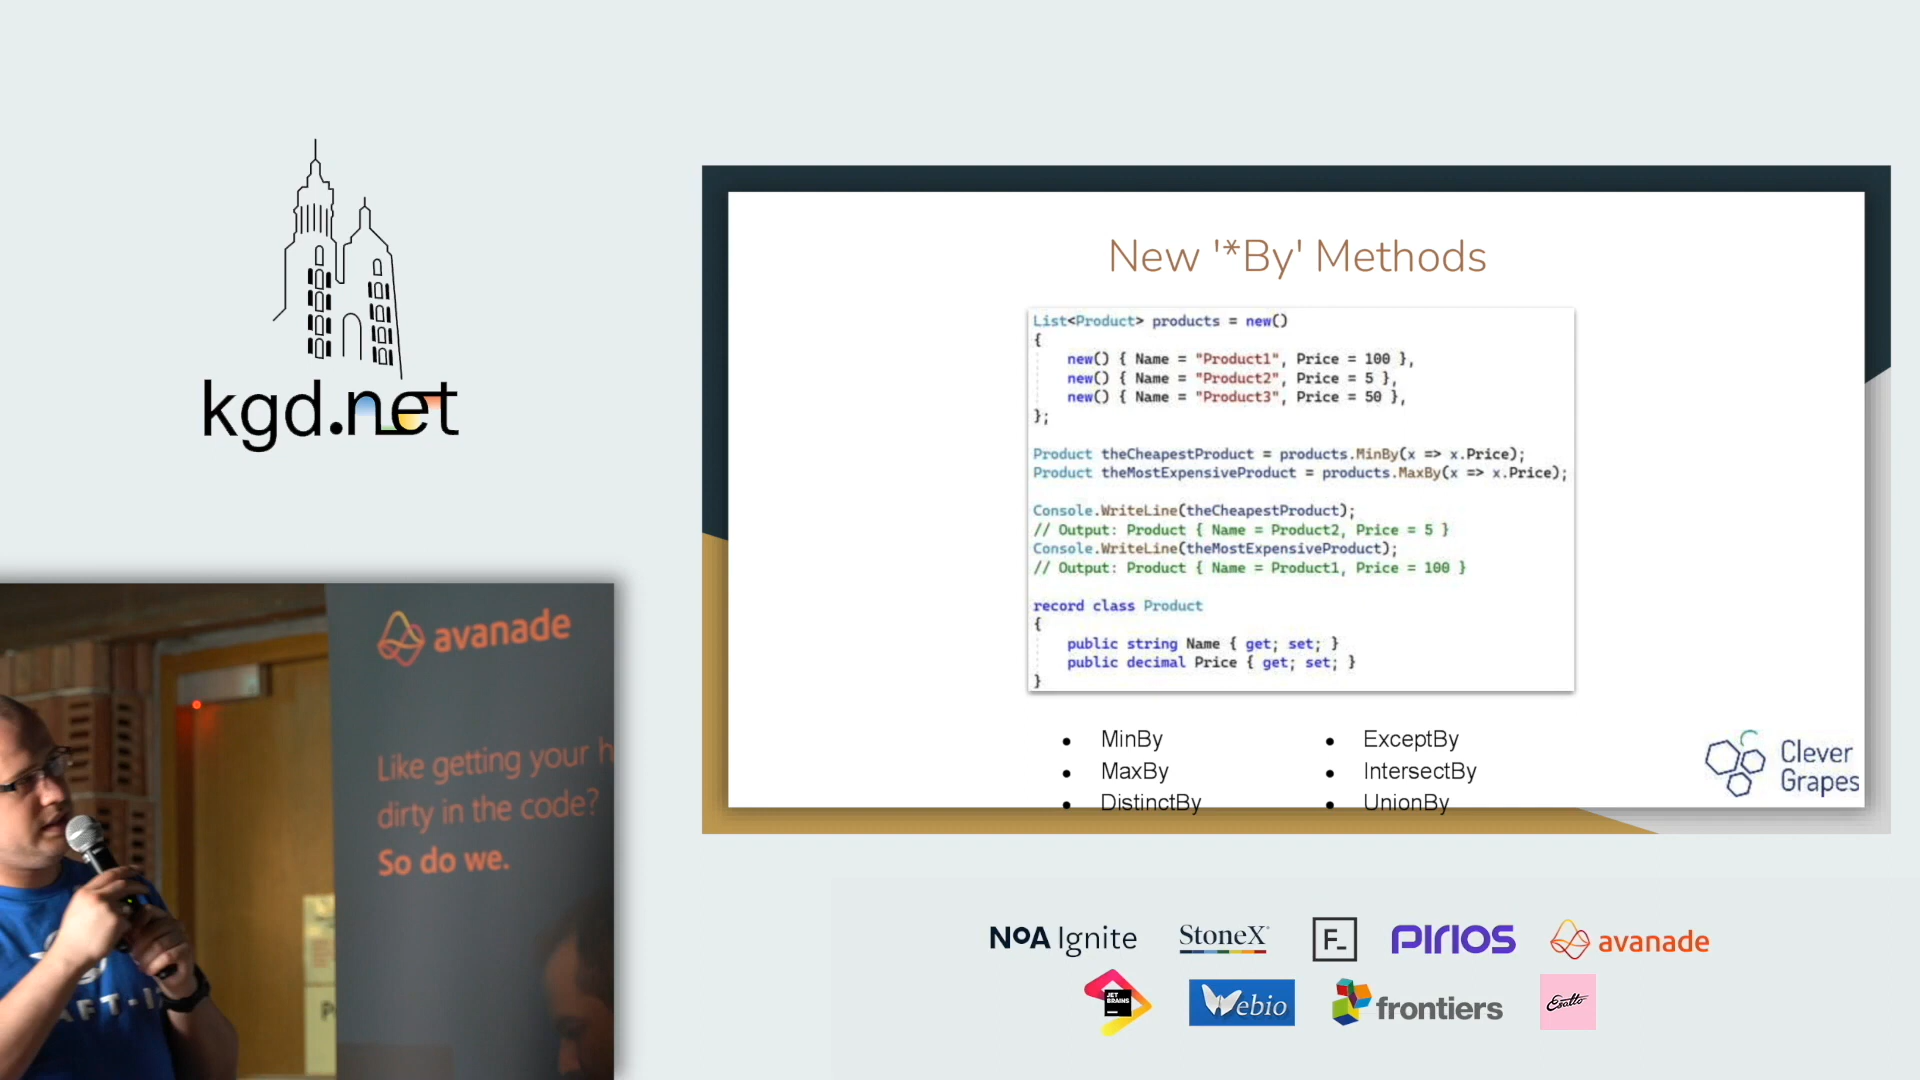 kgd.net
New '*By' Methods
List<Product> products = new()
{
    new() { Name = "Product1", Price = 100 },
    new() { Name = "Product2", Price = 5 },
    new() { Name = "Product3", Price = 50 },
};
Product theCheapestProduct = products.MinBy(x => x.Price);
Product theMostExpensiveProduct = products.MaxBy(x => x.Price);
Console.WriteLine(theCheapestProduct);
// Output: Product { Name = Product2, Price = 5 }
Console.WriteLine(theMostExpensiveProduct);
// Output: Product { Name = Product1, Price = 100 }
record class Product
{
    public string Name { get; set; }
    public decimal Price { get; set; }
}
● MinBy
● MaxBy
● DistinctBy
● ExceptBy
● IntersectBy
● UnionBy
Clever
Grapes
avanade
Like getting your h
dirty in the code?
So do we.
AFT-I
NOA Ignite
StoneX
F_
PIRIOS
avanade
JET
BRAINS
Webio
frontiers
Esatto